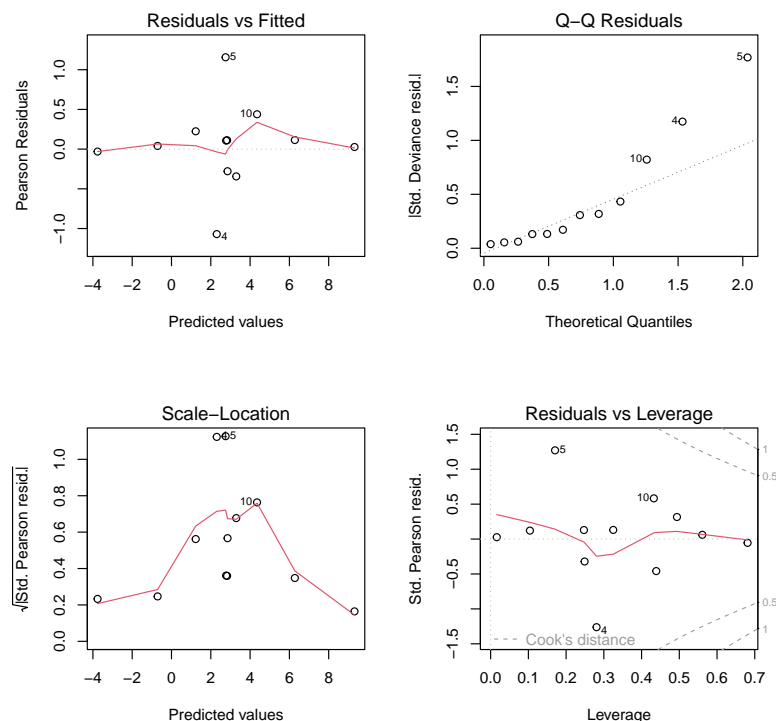 Residuals vs Fitted
Pearson Residuals
1.0
0.5
0.0
−1.0
5
10
4
−4 −2 0 2 4 6 8
Predicted values
Q−Q Residuals
|Std. Deviance resid.|
1.5
1.0
0.5
0.0
5
4
10
0.0 0.5 1.0 1.5 2.0
Theoretical Quantiles
Scale−Location
√|Std. Pearson resid.|
1.0
0.8
0.6
0.4
0.2
0.0
4 5
10
−4 −2 0 2 4 6 8
Predicted values
Residuals vs Leverage
Std. Pearson resid.
1.5
0.5
−0.5
−1.5
5
10
4
1
0.5
0.5
1
Cook's distance
0.0 0.1 0.2 0.3 0.4 0.5 0.6 0.7
Leverage